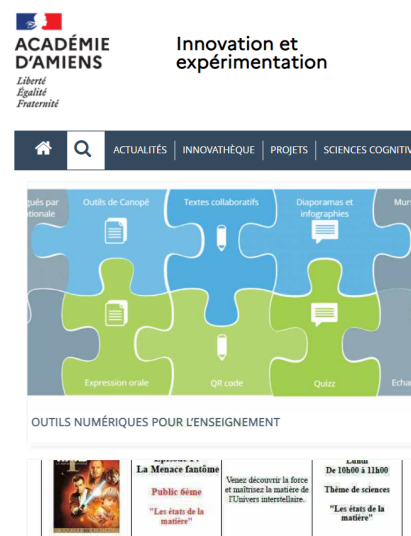 ACADÉMIE
D'AMIENS
Liberté
Égalité
Fraternité
Innovation et
expérimentation
ACTUALITÉS
INNOVATHÈQUE
PROJETS
SCIENCES COGNITIV
gués par
tionale
Outils de Canopé
Textes collaboratifs
Diaporamas et
infographies
Mur
Expression orale
QR code
Quizz
Echa
OUTILS NUMÉRIQUES POUR L'ENSEIGNEMENT
La Menace fantôme
Public 6ème
"Les états de la
matière"
Venez découvrir la force
et maîtrisez la matière de
l'Univers interstellaire.
Lundi
De 10h00 à 11h00
Thème de sciences
"Les états de la
matière"